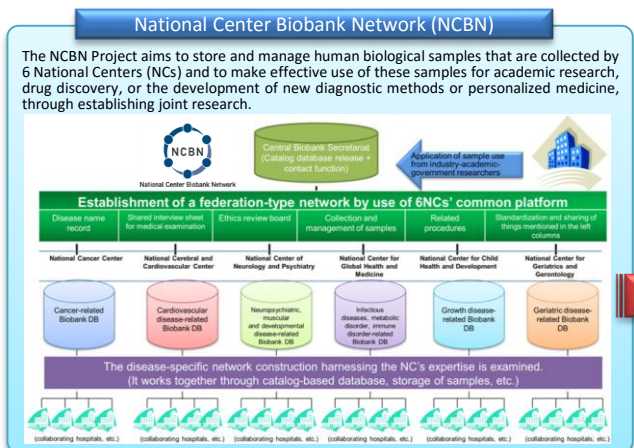 National Center Biobank Network (NCBN)
The NCBN Project aims to store and manage human biological samples that are collected by
6 National Centers (NCs) and to make effective use of these samples for academic research,
drug discovery, or the development of new diagnostic methods or personalized medicine,
through establishing joint research.
NCBN
National Center Biobank Network
Central Biobank Secretariat
(Catalog database release +
contact function)
Application of sample use
from industry-academic-
government researchers
Establishment of a federation-type network by use of 6NCs' common platform
Disease name
record
Shared interview sheet
for medical examination
Ethics review board
Collection and
management of samples
Related
procedures
Standardization and sharing of
things mentioned in the left
columns
National Cancer Center
National Cerebral and
Cardiovascular Center
National Center of
Neurology and Psychiatry
National Center for
Global Health and
Medicine
National Center for Child
Health and Development
National Center for
Geriatrics and
Gerontology
Cancer-related
Biobank DB
Cardiovascular
disease-related
Biobank DB
Neuropsychiatric,
muscular
and developmental
disease-related
Biobank DB
Infectious
diseases, metabolic
disorder, immune
disorder-related
Biobank DB
Growth disease-
related Biobank
DB
Geriatric disease-
related Biobank
DB
The disease-specific network construction harnessing the NC's expertise is examined.
(It works together through catalog-based database, storage of samples, etc.)
(collaborating hospitals, etc.)
(collaborating hospitals, etc.)
(collaborating hospitals, etc.)
(collaborating hospitals, etc.)
(collaborating hospitals, etc.)
(collaborating hospitals, etc.)